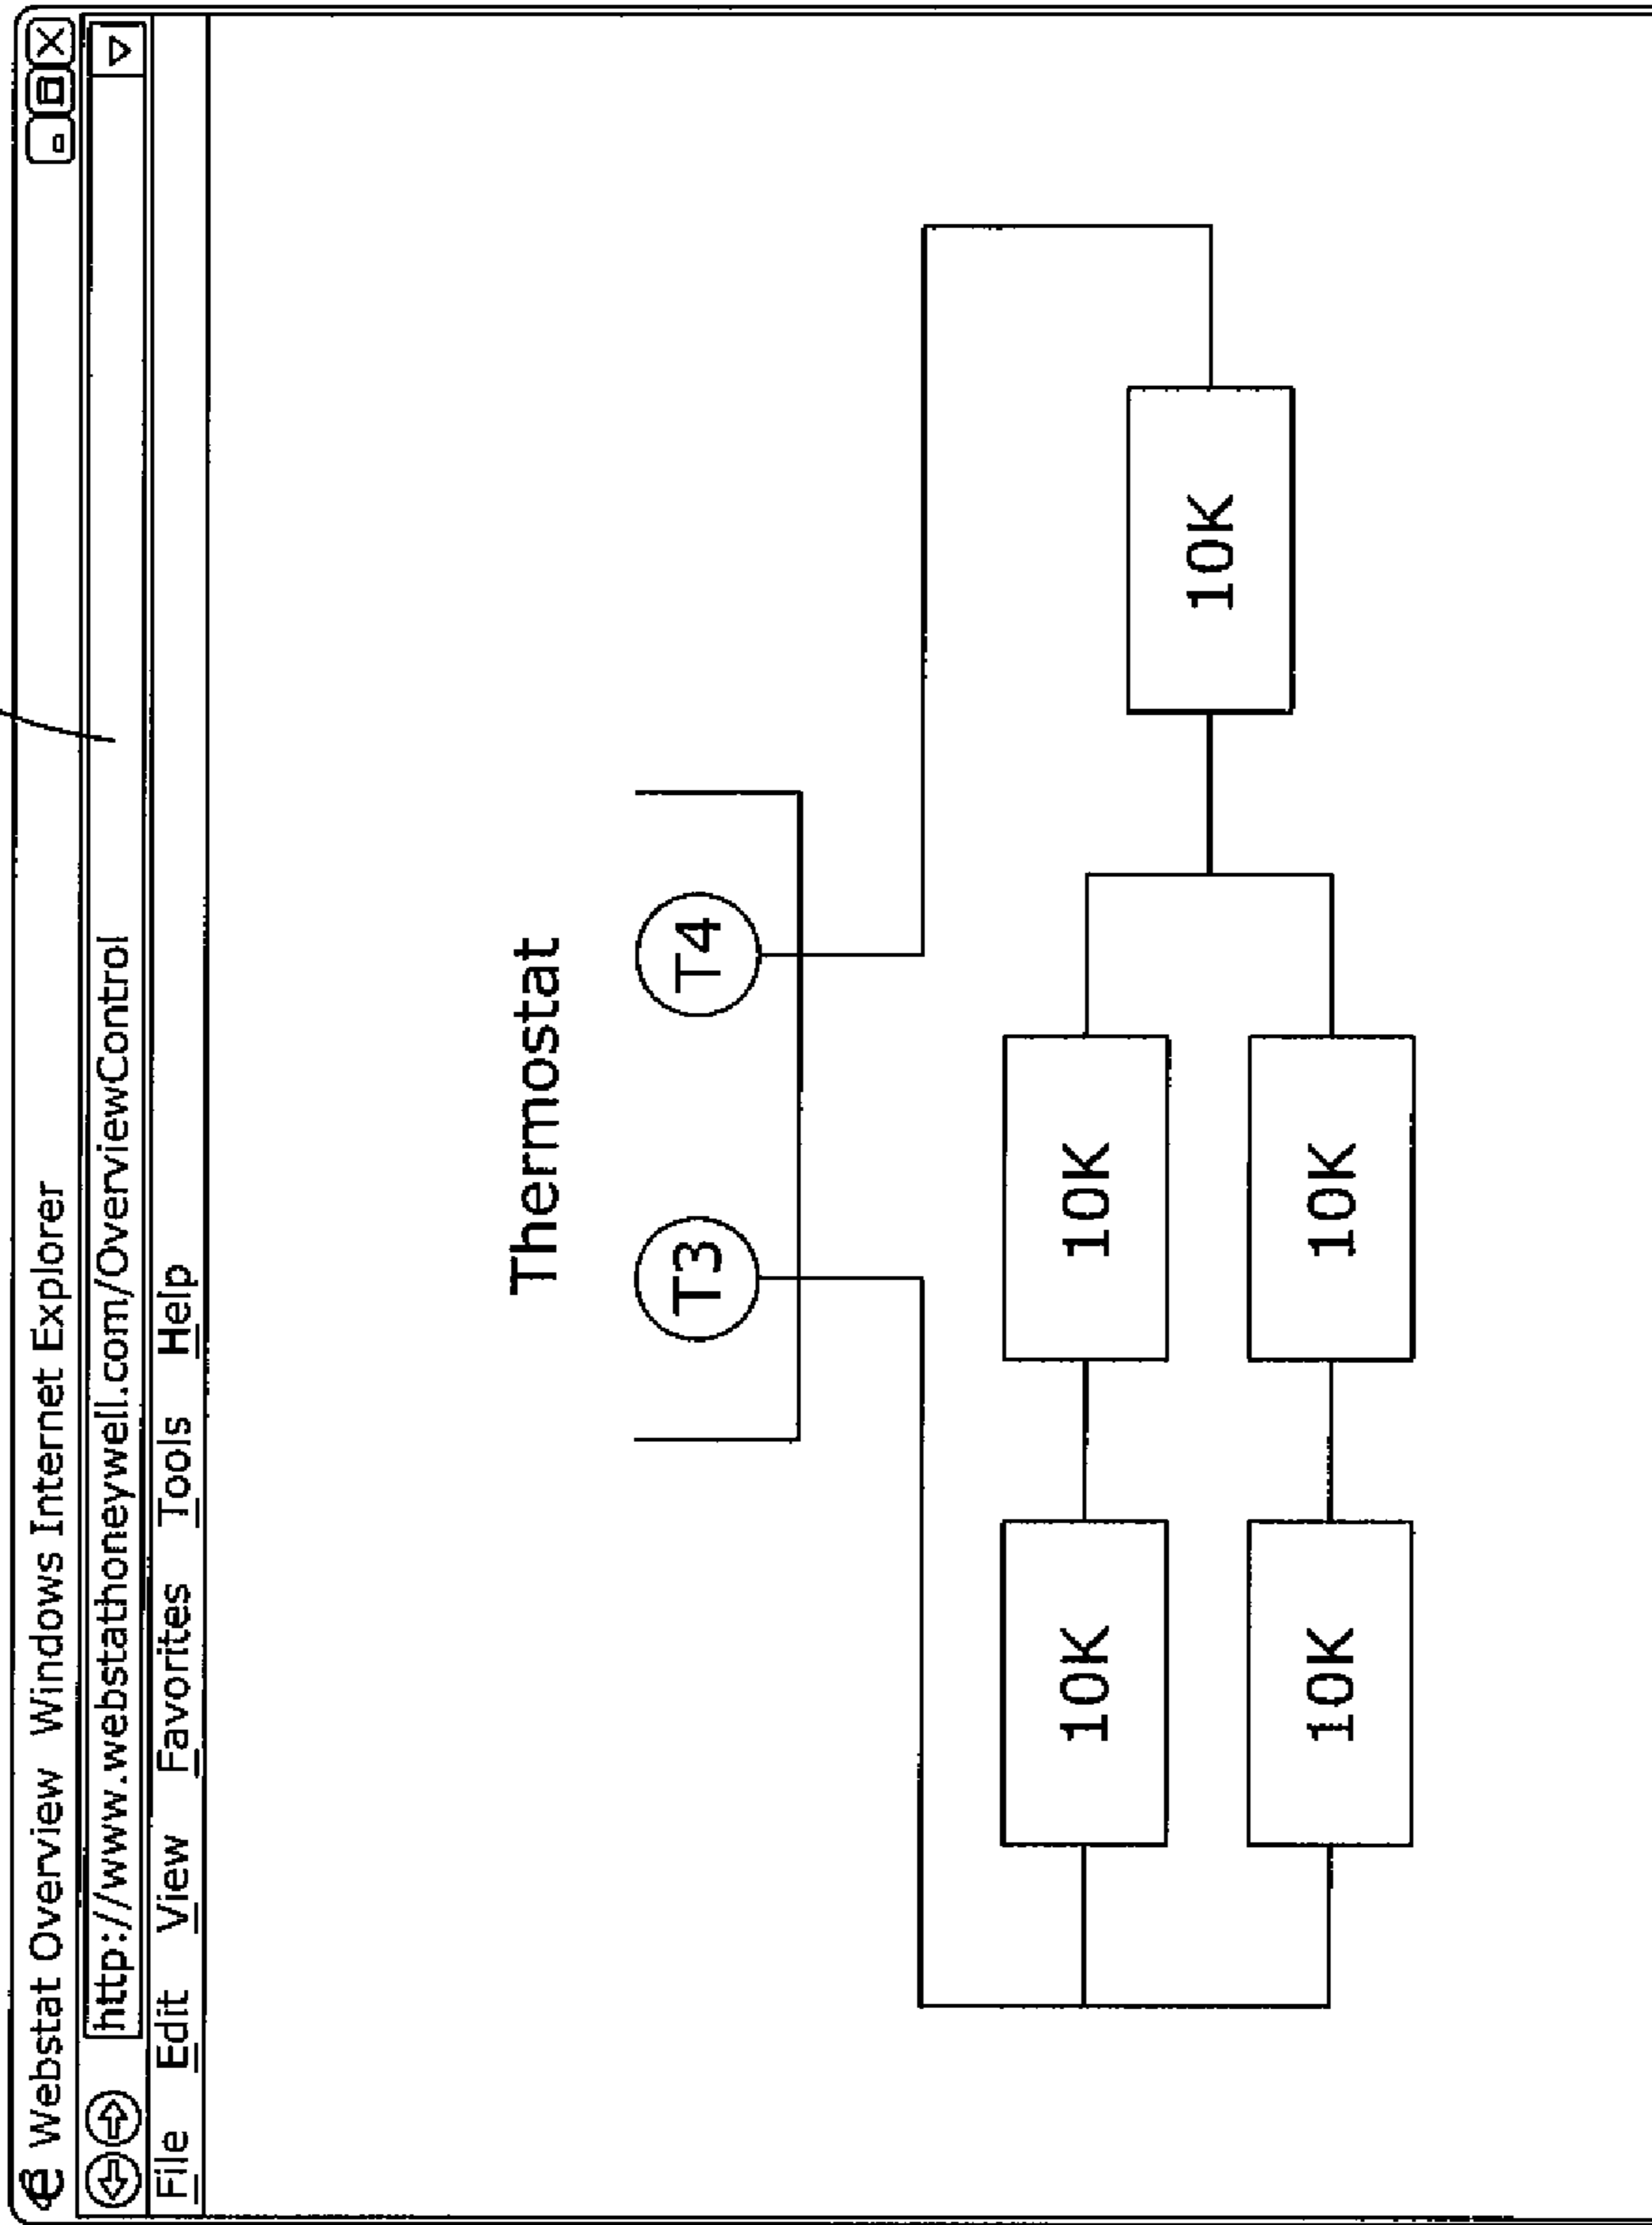 Webstat Overview Windows Internet Explorer
http://www.webstathoneywell.com/OverviewControl
File Edit View Favorites Tools Help
Thermostat
T3 T4
10K 10K
10K
10K 10K